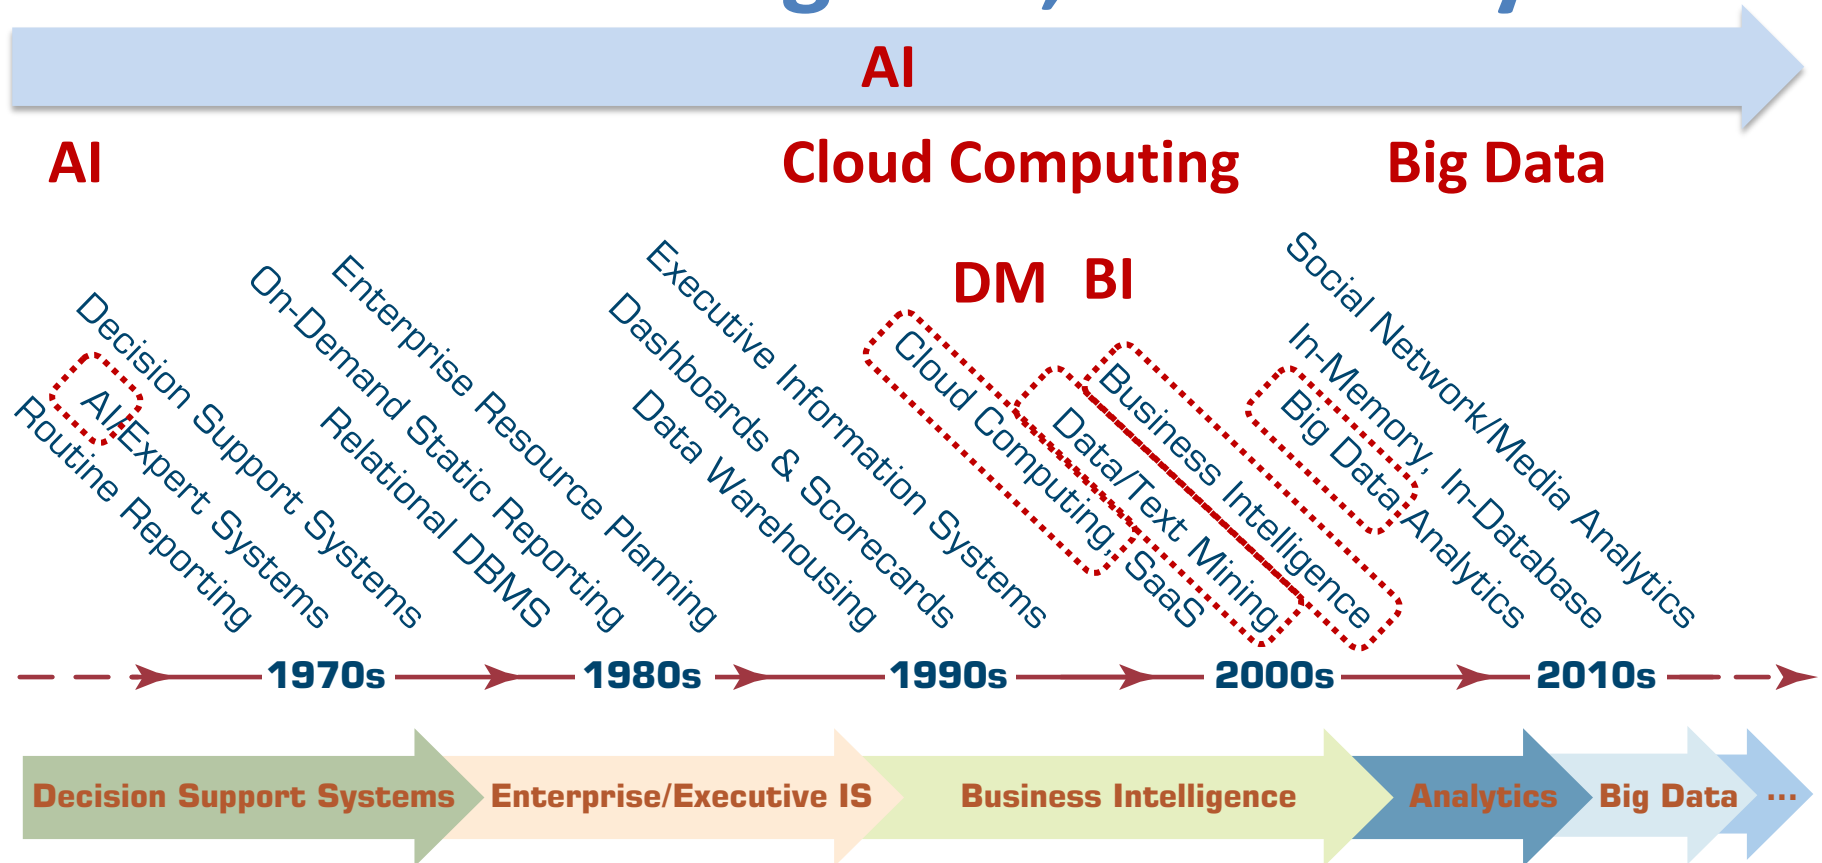 AI
AI
Cloud Computing
Big Data
DM
BI
Routine Reporting
AI/Expert Systems
Decision Support Systems
Relational DBMS
On-Demand Static Reporting
Enterprise Resource Planning
Data Warehousing
Dashboards & Scorecards
Executive Information Systems
Cloud Computing, SaaS
Data/Text Mining
Business Intelligence
Big Data Analytics
In-Memory, In-Database
Social Network/Media Analytics
1970s
1980s
1990s
2000s
2010s
Decision Support Systems
Enterprise/Executive IS
Business Intelligence
Analytics
Big Data
...